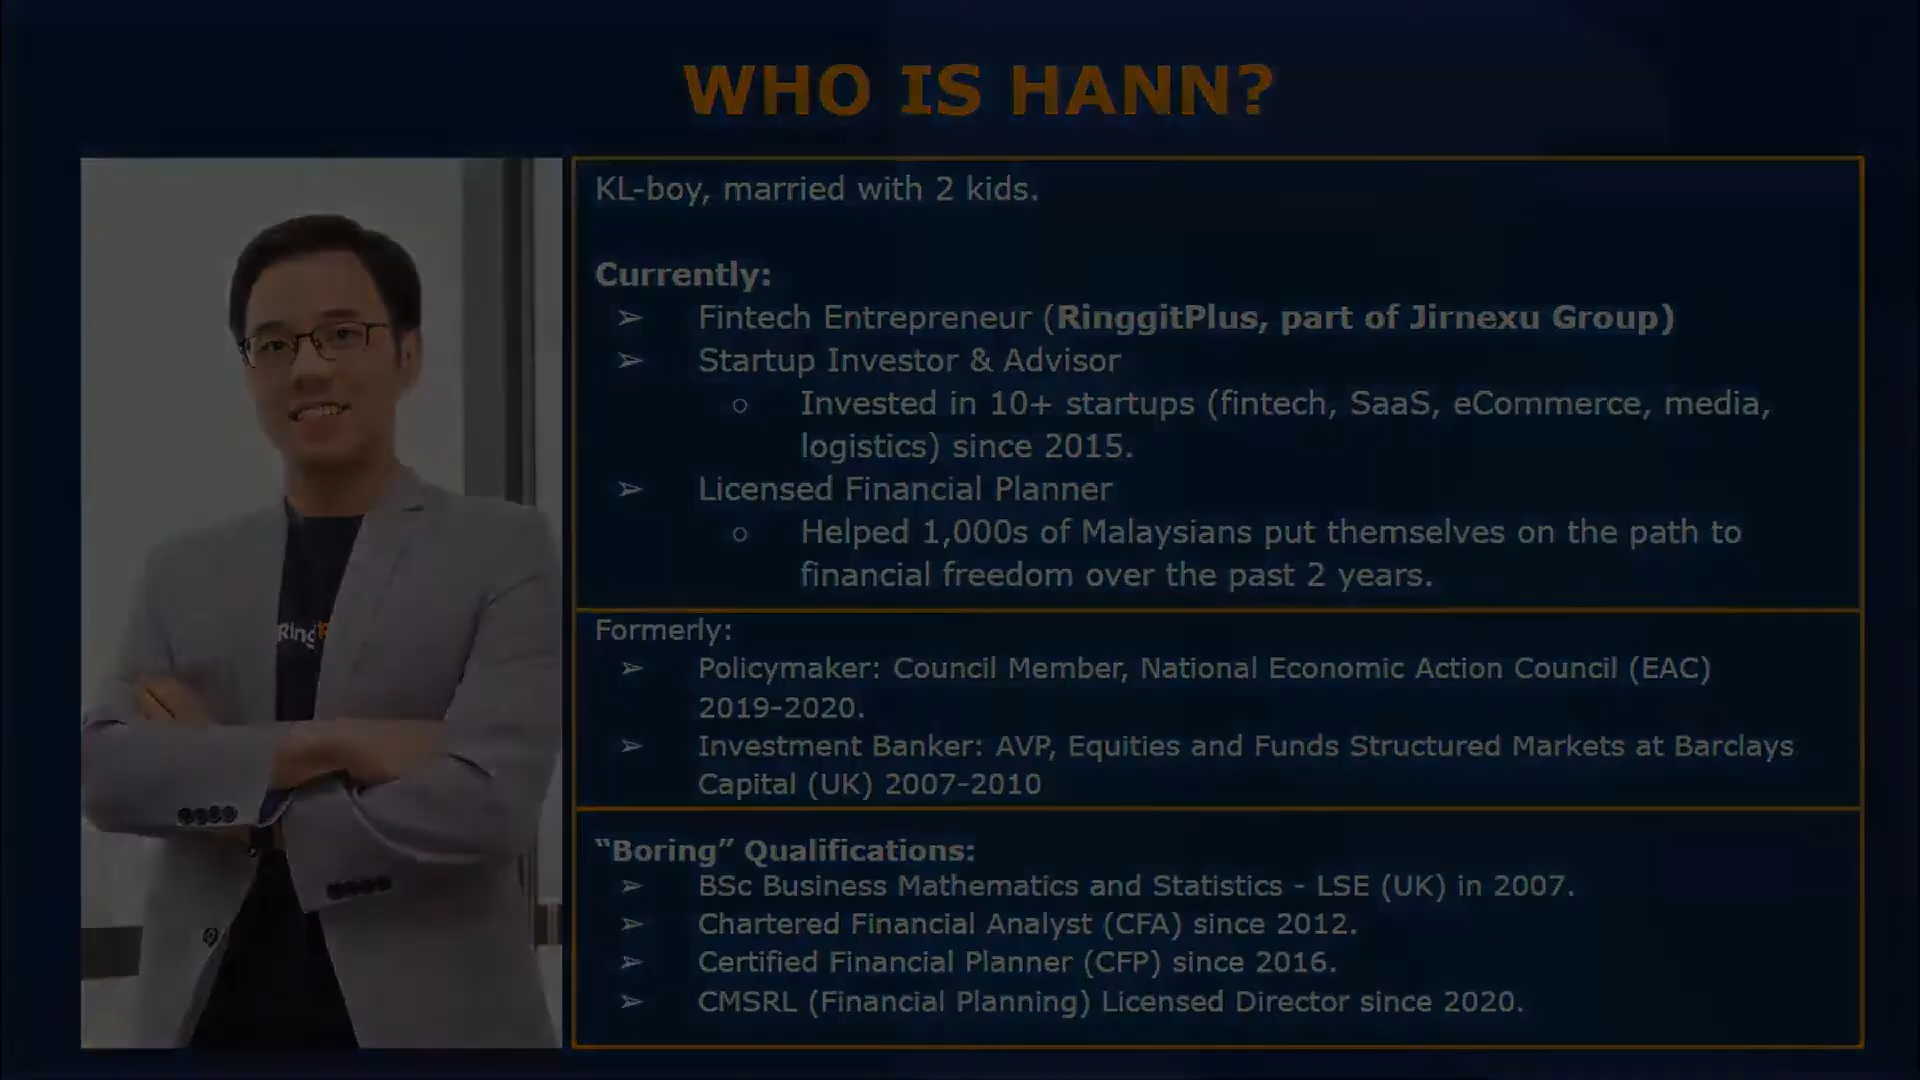 WHO IS HANN?
KL-boy, married with 2 kids.
Currently:
➢ Fintech Entrepreneur (RinggitPlus, part of Jirnexu Group)
➢ Startup Investor & Advisor
○ Invested in 10+ startups (fintech, SaaS, eCommerce, media,
logistics) since 2015.
➢ Licensed Financial Planner
○ Helped 1,000s of Malaysians put themselves on the path to
financial freedom over the past 2 years.
Ring
Formerly:
➢ Policymaker: Council Member, National Economic Action Council (EAC)
2019-2020.
➢ Investment Banker: AVP, Equities and Funds Structured Markets at Barclays
Capital (UK) 2007-2010
“Boring” Qualifications:
➢ BSc Business Mathematics and Statistics - LSE (UK) in 2007.
➢ Chartered Financial Analyst (CFA) since 2012.
➢ Certified Financial Planner (CFP) since 2016.
➢ CMSRL (Financial Planning) Licensed Director since 2020.